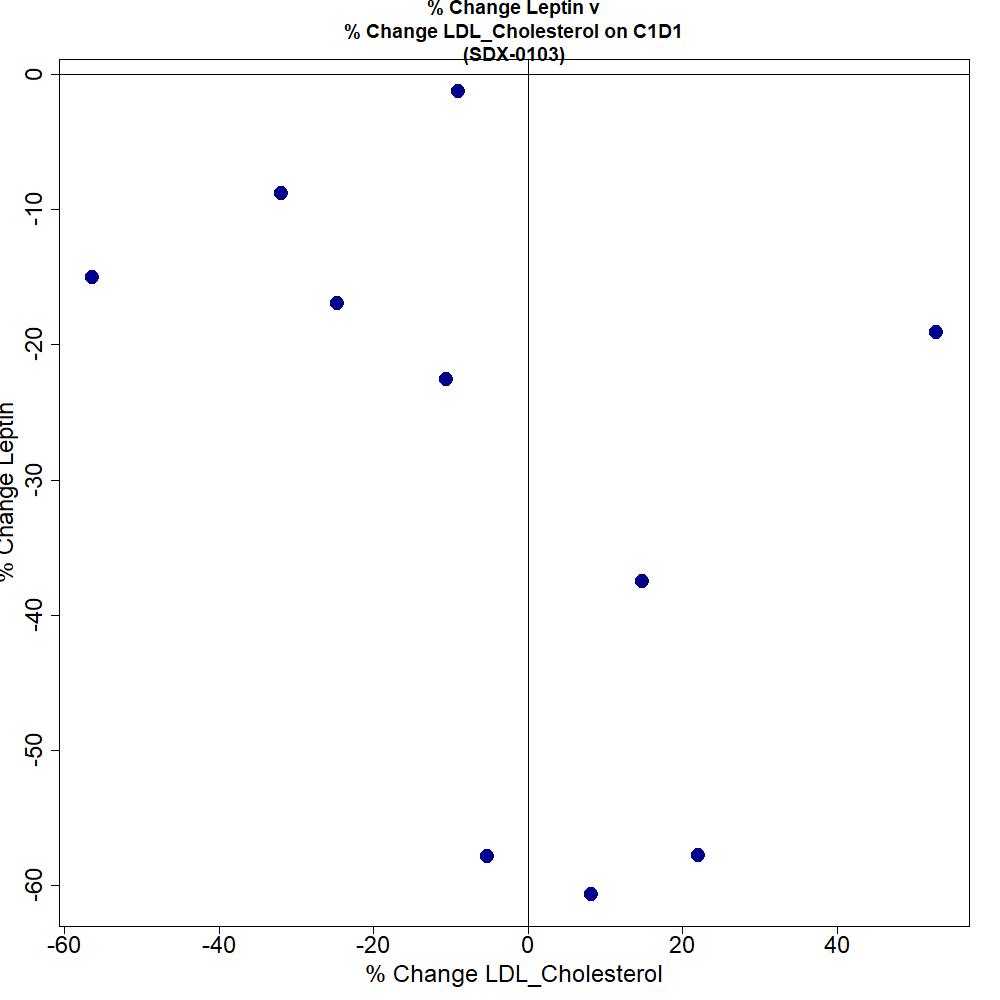 % Change Leptin v
% Change LDL_Cholesterol on C1D1
(SDX-0103)
% Change Leptin
0
-10
-20
-30
-40
-50
-60
-60
-40
-20
0
20
40
% Change LDL_Cholesterol